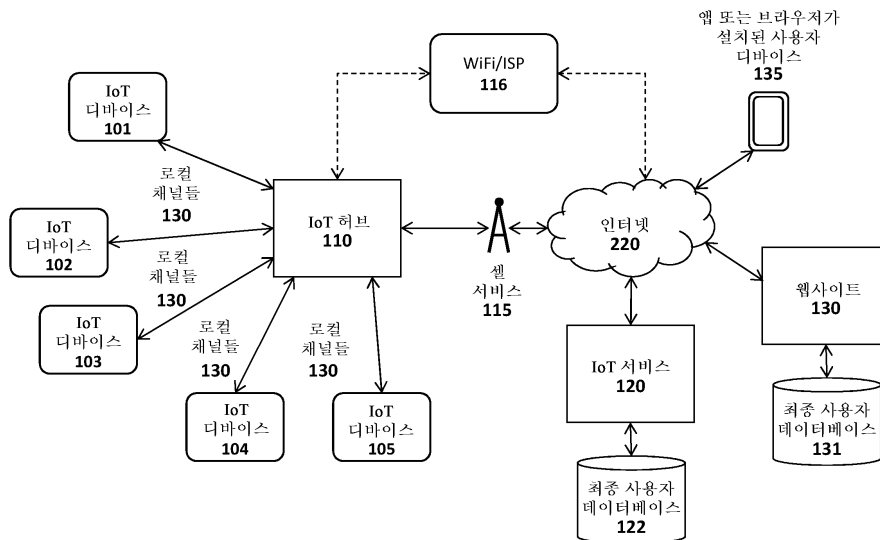 앱 또는 브라우저가
설치된 사용자
디바이스
135
WiFi/ISP
116
IoT
디바이스
101
로컬
채널들
130
IoT 허브
110
셀
서비스
115
인터넷
220
IoT
디바이스
102
로컬
채널들
130
웹사이트
130
IoT
디바이스
103
로컬
채널들
130
로컬
채널들
130
IoT 서비스
120
IoT
디바이스
104
IoT
디바이스
105
최종 사용자
데이터베이스
131
최종 사용자
데이터베이스
122